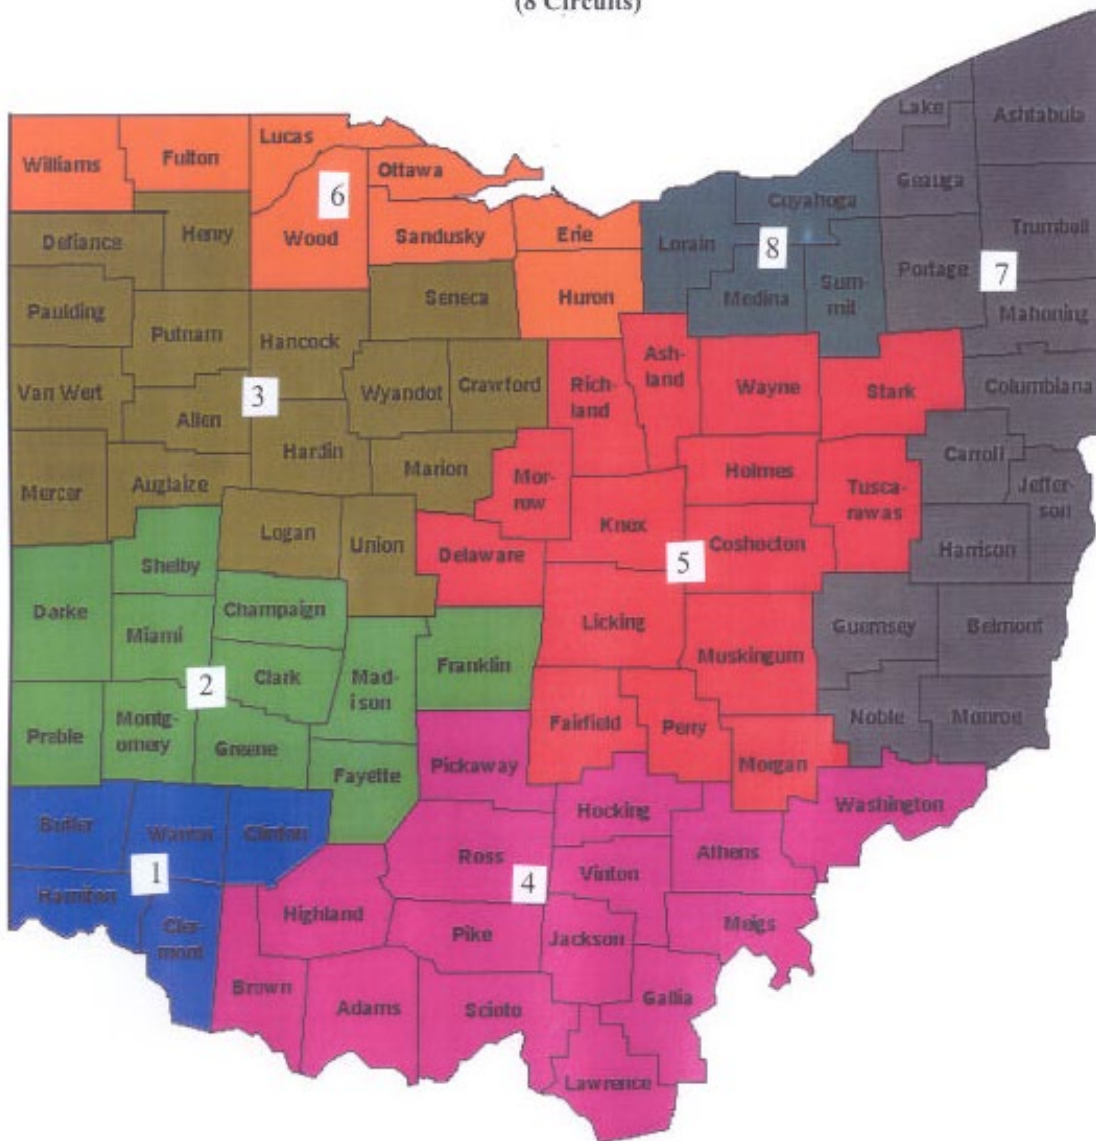 (8 Circuits)
Lake
Ashtabula
Lucas
Williams
Fulton
Ottawa
Geauga
6
Cuyahoga
Trumbull
Defiance
Henry
Wood
Sandusky
Erie
Lorain
8
Portage
7
Seneca
Huron
Medina
Sum-
mit
Paulding
Mahoning
Putnam
Hancock
Ash-
land
Van Wert
3
Wyandot
Crawford
Rich-
land
Wayne
Stark
Columbiana
Allen
Hardin
Marion
Holmes
Carroll
Mercer
Auglaize
Mor-
row
Tusca-
rawas
Jeffer-
son
Logan
Union
Knox
Coshocton
Harrison
Shelby
Delaware
5
Darke
Champaign
Licking
Guernsey
Belmont
Miami
Franklin
Muskingum
2
Clark
Mad-
ison
Preble
Montg-
omery
Greene
Fairfield
Perry
Noble
Monroe
Fayette
Pickaway
Morgan
Hocking
Washington
Butler
Warren
Clinton
Ross
Athens
1
4
Vinton
Hamilton
Highland
Cler-
mont
Pike
Jackson
Meigs
Brown
Adams
Scioto
Gallia
Lawrence